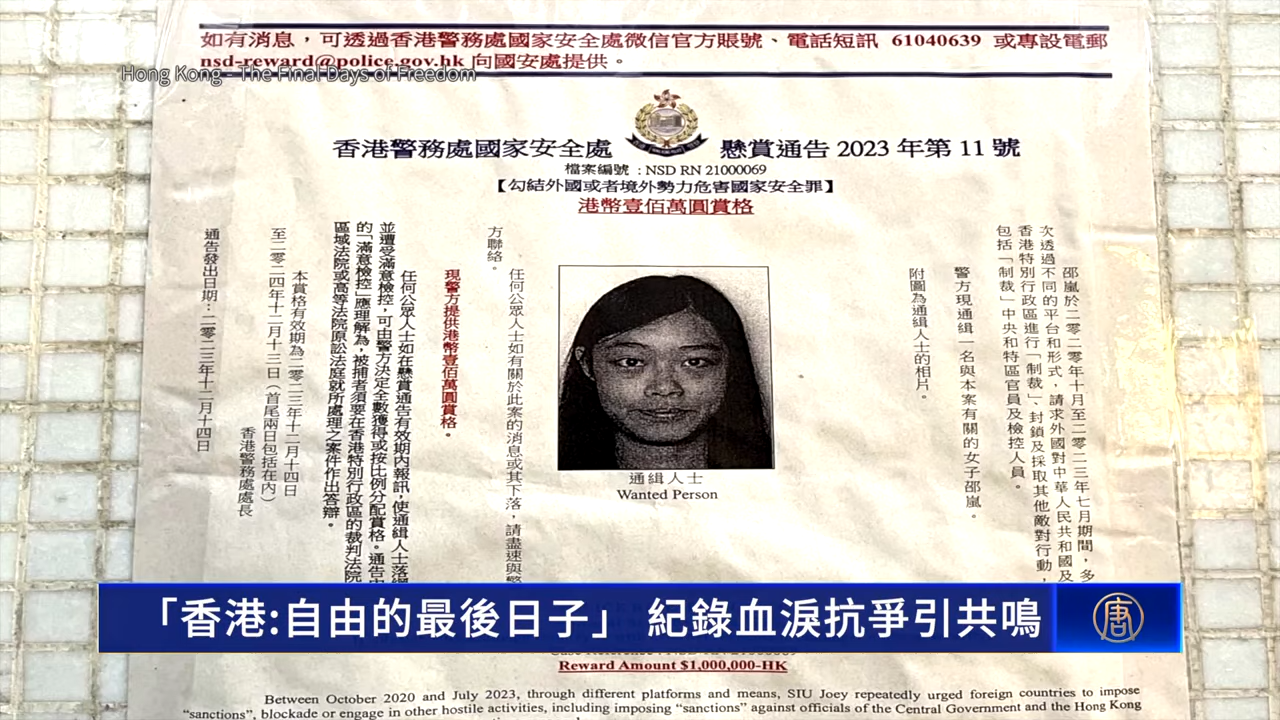 如有消息，可透過香港警務處國家安全處微信官方賬號、電話短訊 61040639 或專設電郵
nsd-reward@police.gov.hk 向國安處提供。
Hong Kong - The Final Days of Freedom
香港警務處國家安全處 懸賞通告 2023 年第 11 號
檔案編號 : NSD RN 21000069
【勾結外國或者境外勢力危害國家安全罪】
港幣壹佰萬圓賞格
邵嵐於二零二零年十月至二零二三年七月期間，多
次透過不同的平台和形式，請求外國對中華人民共和國及
香港特別行政區進行「制裁」、封鎖及採取其他敵對行動，
包括「制裁」中央和特區官員及檢控人員。
警方現通緝一名與本案有關的女子邵嵐。
附圖為通緝人士的相片。
通緝人士
Wanted Person
任何公眾人士如有關於此案的消息或其下落，請盡速與警
方聯絡。
現警方提供港幣壹佰萬圓賞格。
任何公眾人士如在懸賞通告有效期內報訊，使通緝人士落網
並遭受滿意檢控，可由警方決定全數獲得或按比例分配賞格。通告中
的「滿意檢控」應理解為，被捕者須要在香港特別行政區的裁判法院
區域法院或高等法院原訟法庭就所處理之案件作出答辯。
本賞格有效期為二零二三年十二月十四日
至二零二四年十二月十三日（首尾兩日包括在內）
香港警務處處長
通告發出日期：二零二三年十二月十四日
「香港:自由的最後日子」 紀錄血淚抗爭引共鳴
唐
Reward Amount $1,000,000-HK
Between October 2020 and July 2023, through different platforms and means, SIU Joey repeatedly urged foreign countries to impose
"sanctions", blockade or engage in other hostile activities, including imposing "sanctions" against officials of the Central Government and the Hong Kong